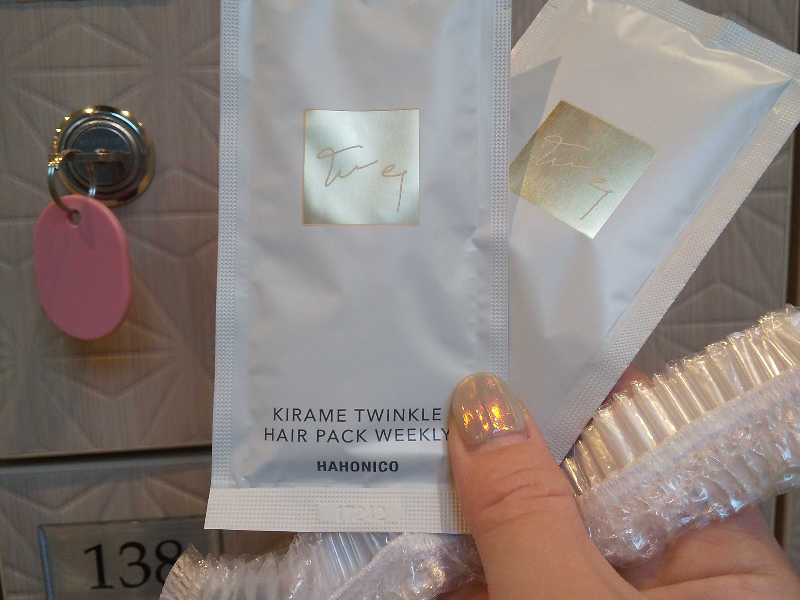 KIRAME TWINKLE
HAIR PACK WEEKLY
HAHONICO
138